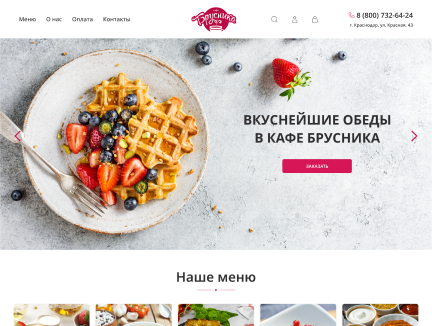 Меню О нас Оплата Контакты
Брусника
8 (800) 732-64-24
г. Краснодар, ул. Красная, 43
ВКУСНЕЙШИЕ ОБЕДЫ
В КАФЕ БРУСНИКА
ЗАКАЗАТЬ
Наше меню